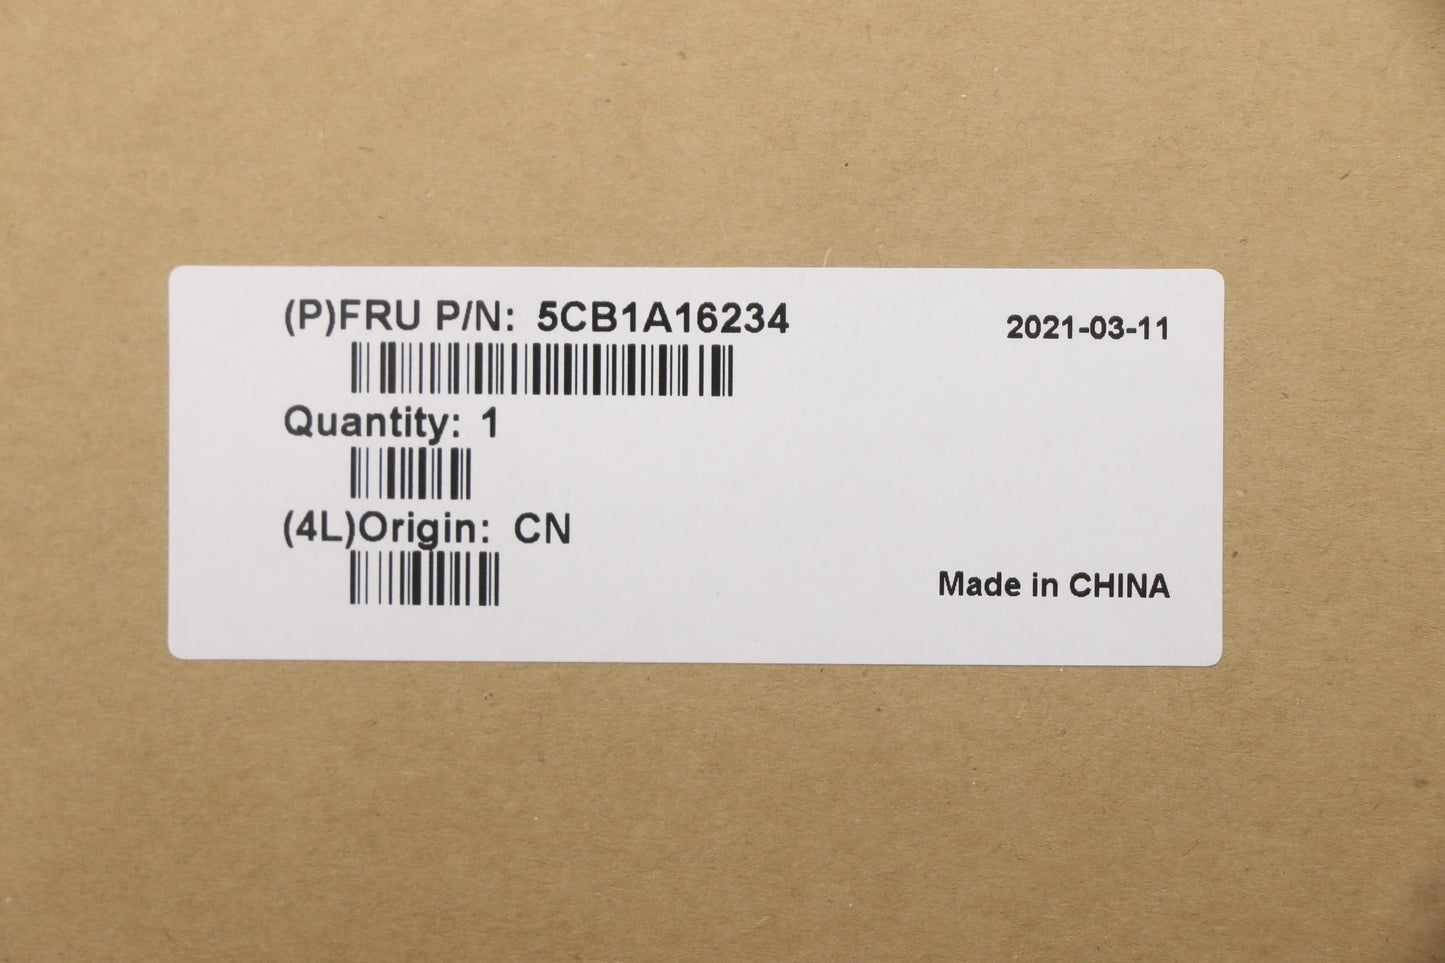 (P)FRU P/N: 5CB1A16234
2021-03-11
Quantity: 1
(4L)Origin: CN
Made in CHINA